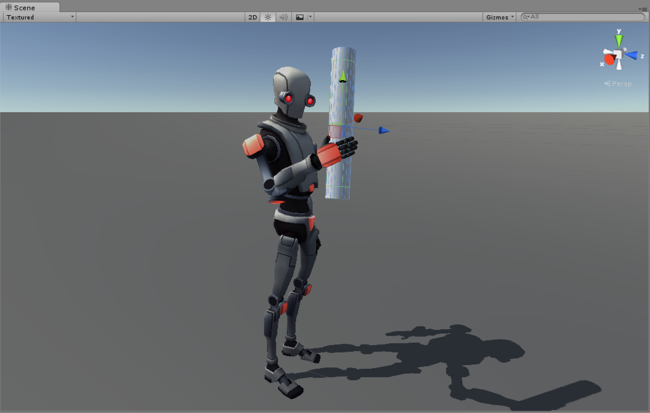 Scene
Textured 2D Gizmos All
y
x z
Persp